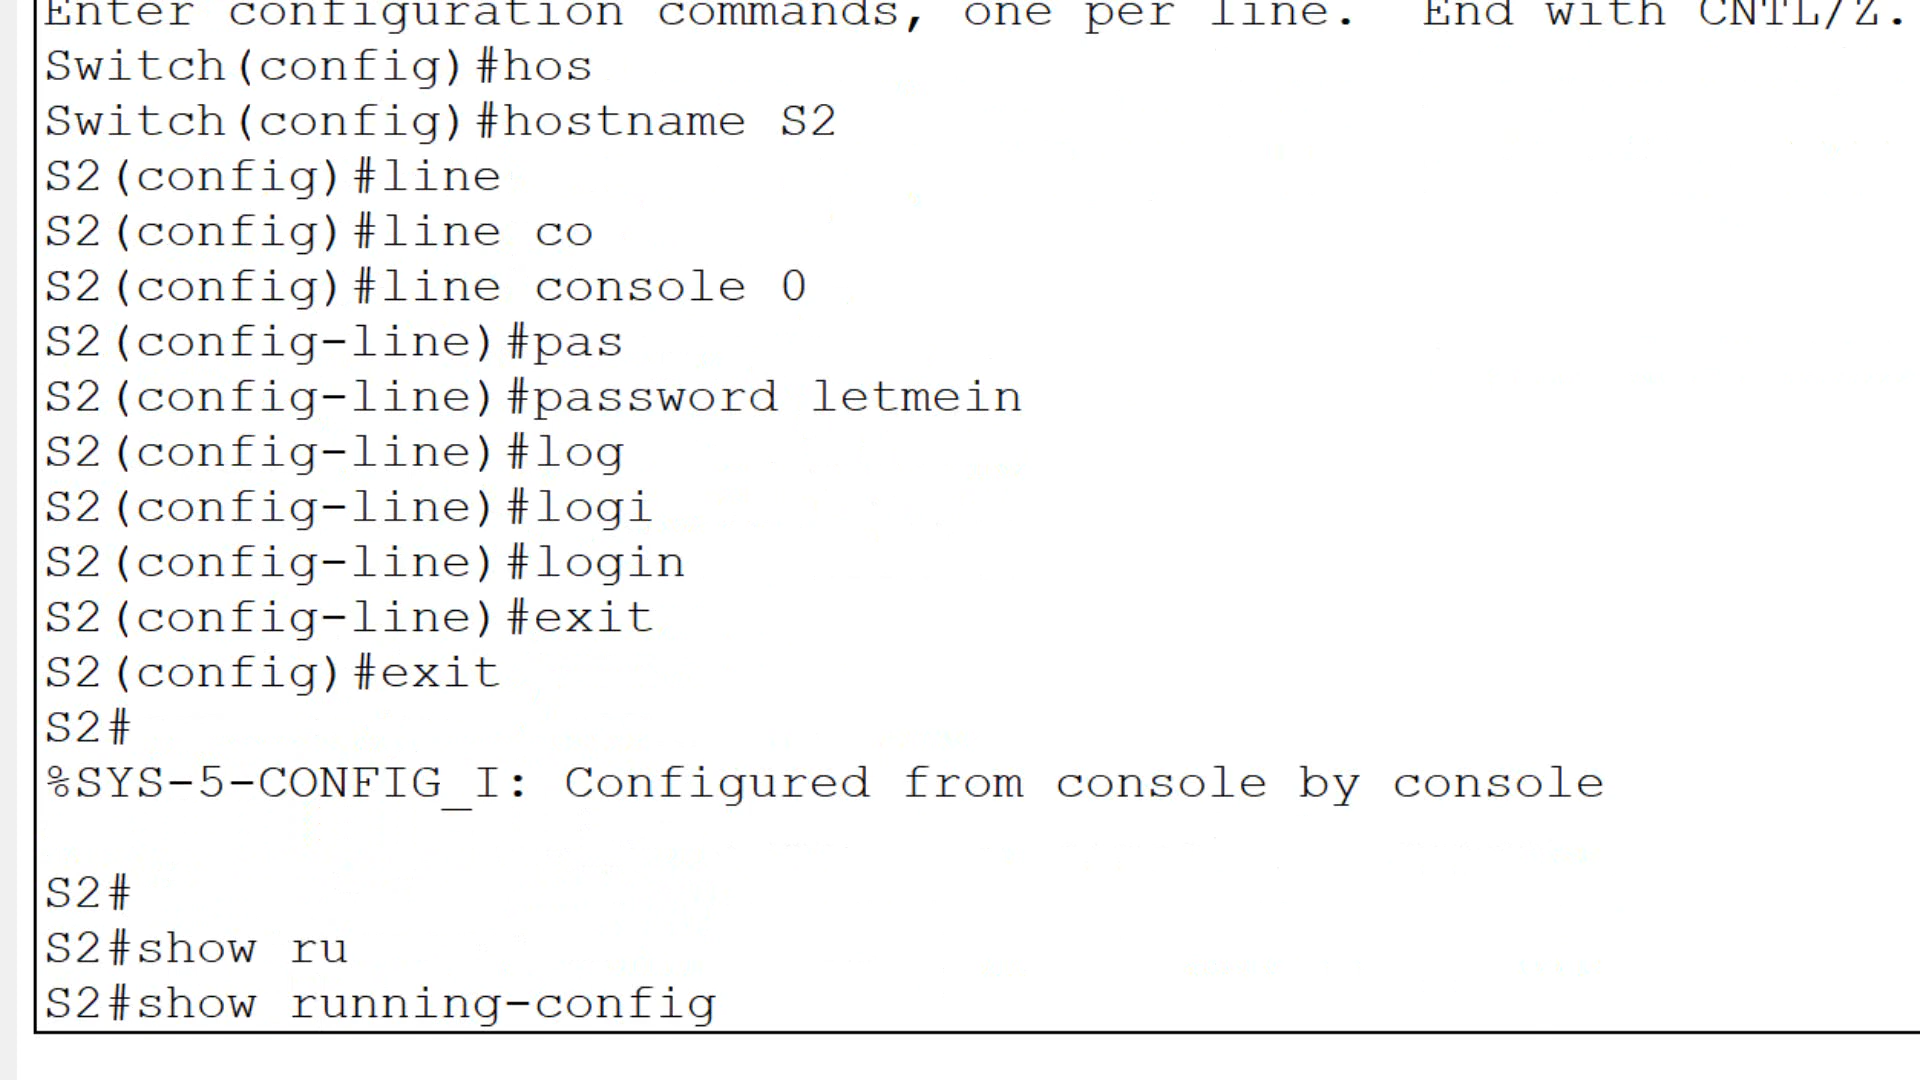 Enter configuration commands, one per line.  End with CNTL/Z.
Switch(config)#hos
Switch(config)#hostname S2
S2(config)#line
S2(config)#line co
S2(config)#line console 0
S2(config-line)#pas
S2(config-line)#password letmein
S2(config-line)#log
S2(config-line)#logi
S2(config-line)#login
S2(config-line)#exit
S2(config)#exit
S2#
%SYS-5-CONFIG_I: Configured from console by console
S2#
S2#show ru
S2#show running-config